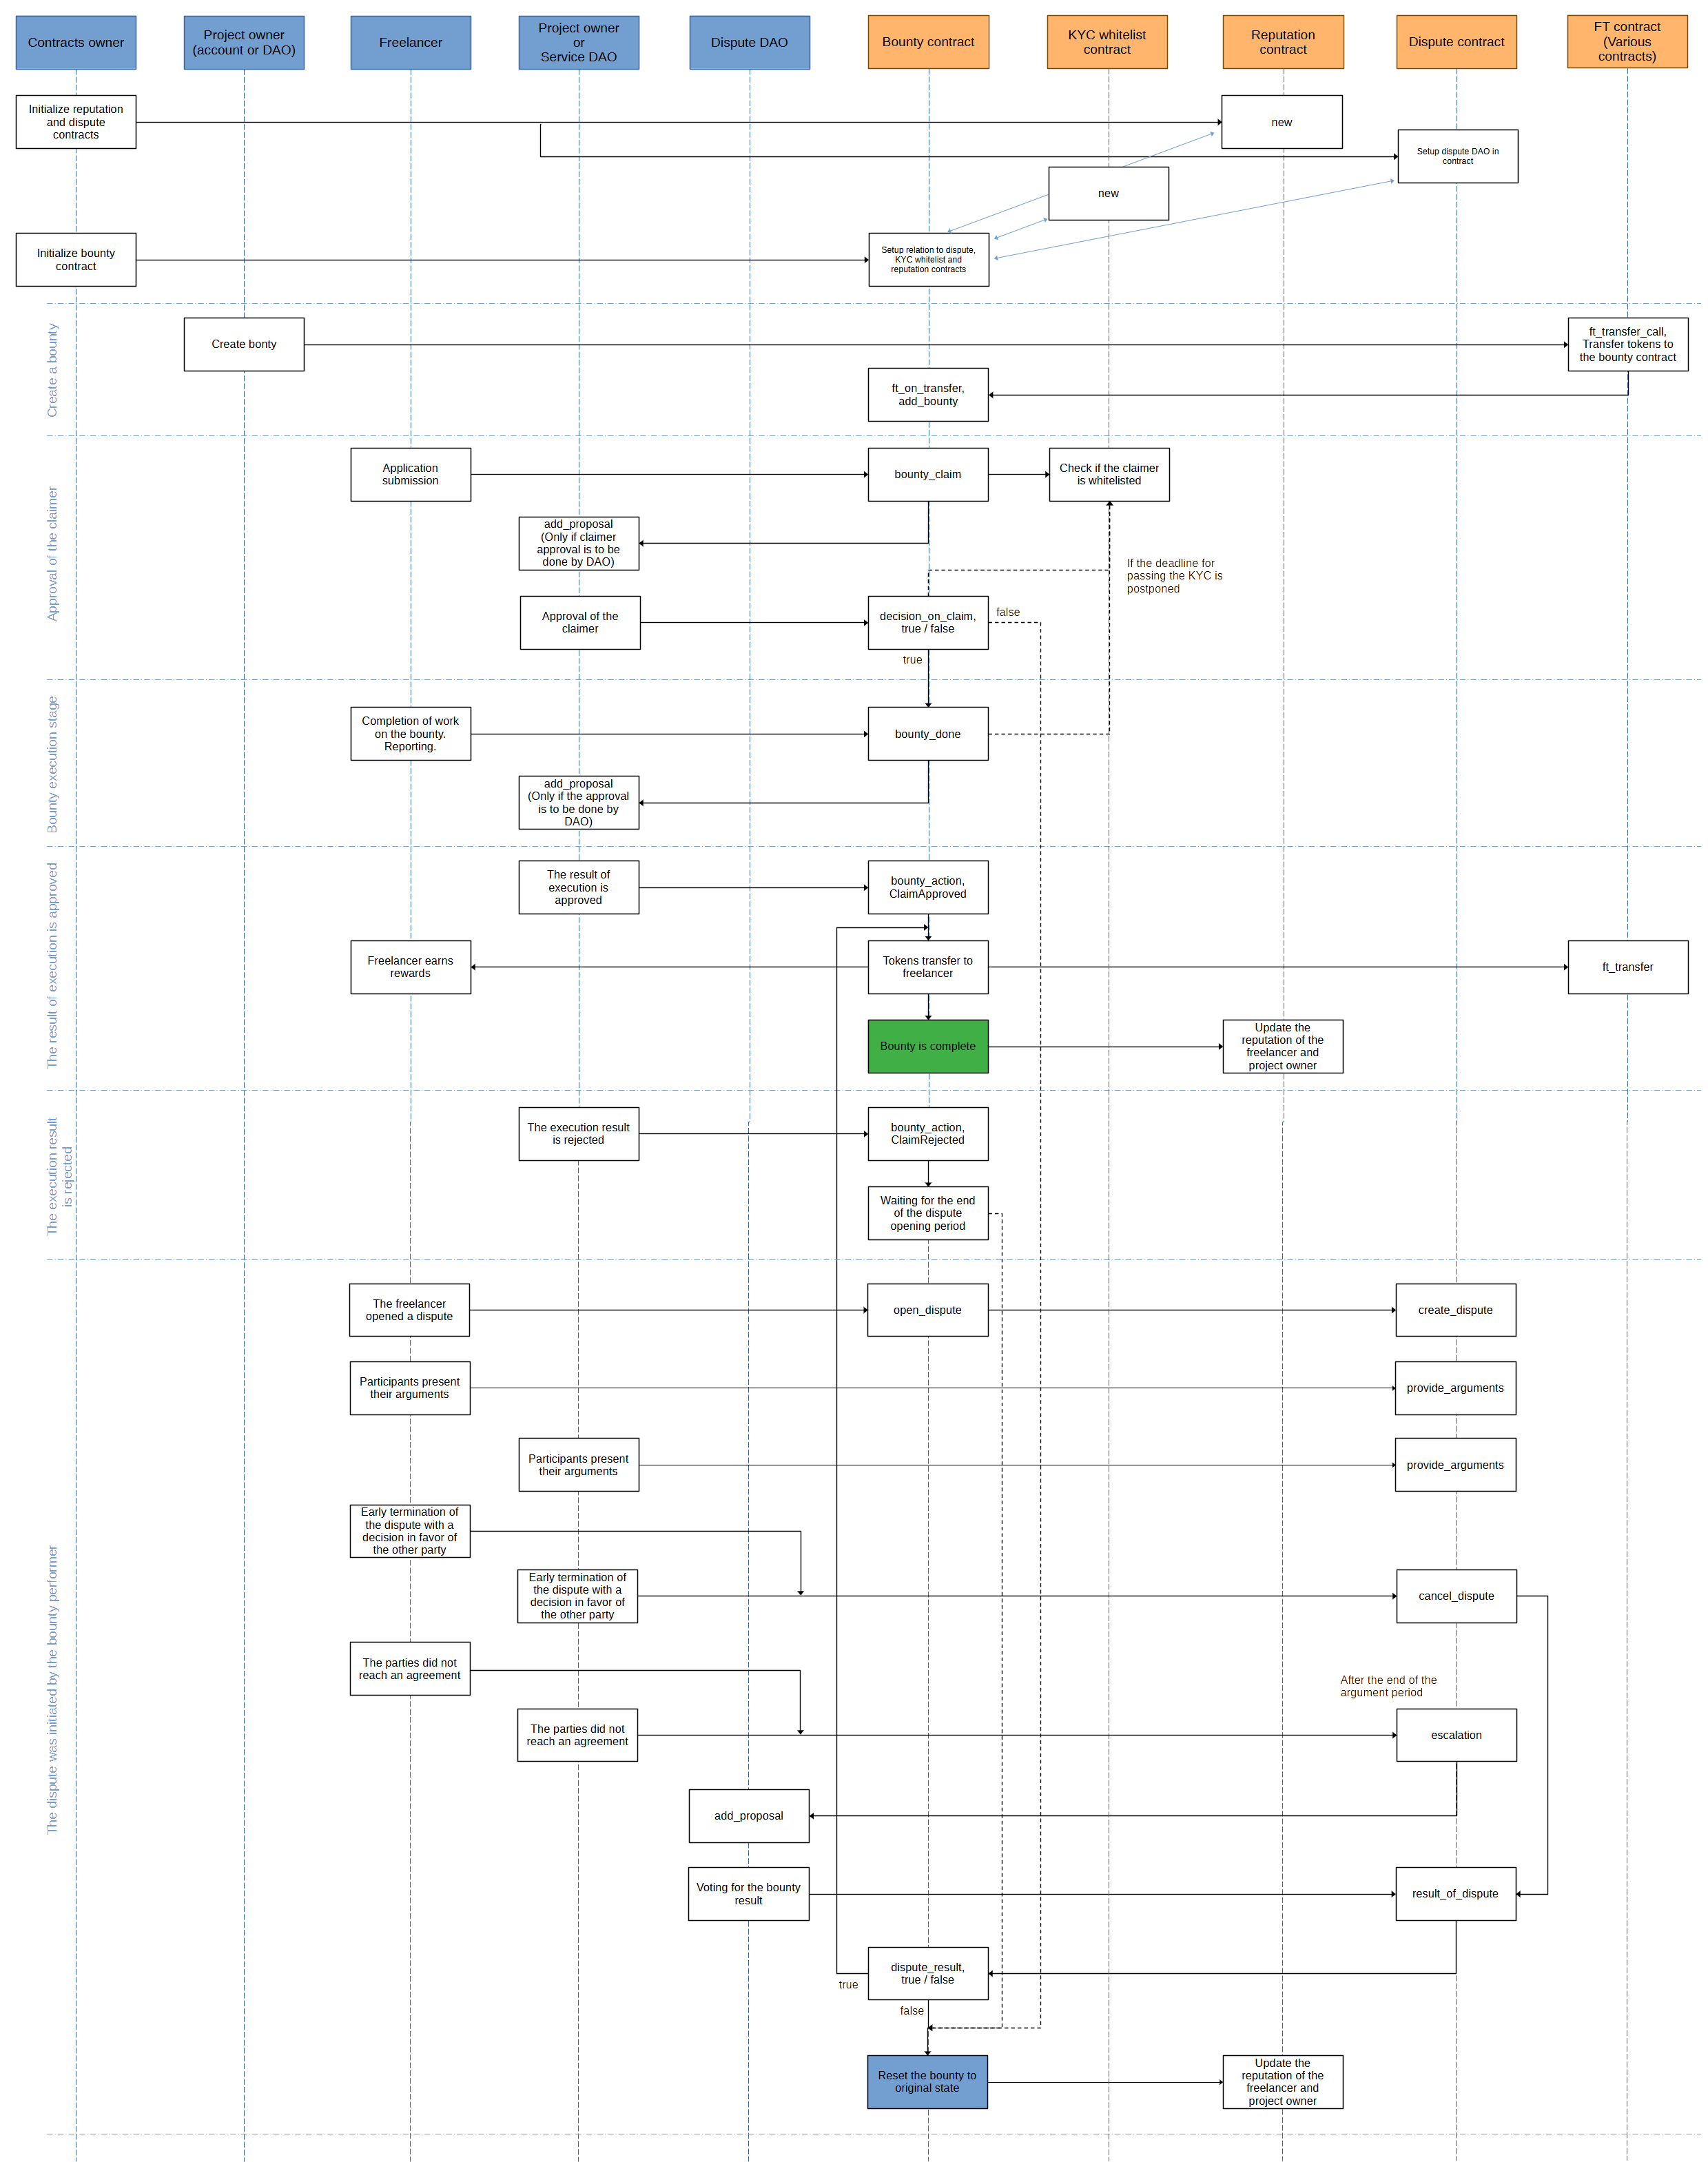 Contracts owner
Project owner
(account or DAO)
Freelancer
Project owner
or
Service DAO
Dispute DAO
Bounty contract
KYC whitelist
contract
Reputation
contract
Dispute contract
FT contract
(Various
contracts)
Initialize reputation
and dispute
contracts
new
Setup dispute DAO in
contract
new
Initialize bounty
contract
Setup relation to dispute,
KYC whitelist and
reputation contracts
Create a bounty
Create bonty
ft_transfer_call,
Transfer tokens to
the bounty contract
ft_on_transfer,
add_bounty
Approval of the claimer
Application
submission
bounty_claim
Check if the claimer
is whitelisted
add_proposal
(Only if claimer
approval is to be
done by DAO)
If the deadline for
passing the KYC is
postponed
Approval of the
claimer
decision_on_claim,
true / false
false
true
Bounty execution stage
Completion of work
on the bounty.
Reporting.
bounty_done
add_proposal
(Only if the approval
is to be done by
DAO)
The result of execution is approved
The result of
execution is
approved
bounty_action,
ClaimApproved
Freelancer earns
rewards
Tokens transfer to
freelancer
ft_transfer
Bounty is complete
Update the
reputation of the
freelancer and
project owner
The execution result
is rejected
The execution result
is rejected
bounty_action,
ClaimRejected
Waiting for the end
of the dispute
opening period
The dispute was initiated by the bounty performer
The freelancer
opened a dispute
open_dispute
create_dispute
Participants present
their arguments
provide_arguments
Participants present
their arguments
provide_arguments
Early termination of
the dispute with a
decision in favor of
the other party
Early termination of
the dispute with a
decision in favor of
the other party
cancel_dispute
The parties did not
reach an agreement
After the end of the
argument period
The parties did not
reach an agreement
escalation
add_proposal
Voting for the bounty
result
result_of_dispute
dispute_result,
true / false
true
false
Reset the bounty to
original state
Update the
reputation of the
freelancer and
project owner